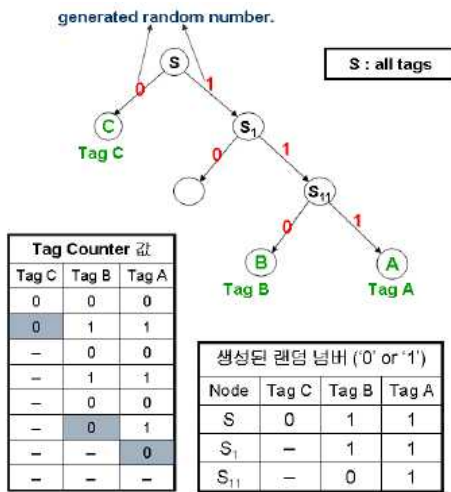 generated random number.
S
S : all tags
0
1
C
Tag C
S₁
0
1
S₁₁
0
1
B
Tag B
A
Tag A
Tag Counter 값
Tag C Tag B Tag A
0 0 0
0 1 1
– 0 0
– 1 1
– 0 0
– 0 1
– – 0
– – –
생성된 랜덤 넘버 ('0' or '1')
Node Tag C Tag B Tag A
S 0 1 1
S₁ – 1 1
S₁₁ – 0 1